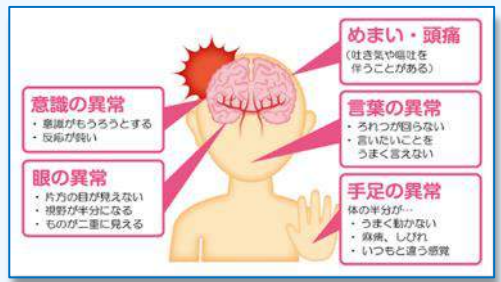 めまい・頭痛
(吐き気や嘔吐を
伴うことがある)
意識の異常
・意識がもうろうとする
・反応が鈍い
言葉の異常
・ろれつが回らない
・言いたいことを
うまく言えない
眼の異常
・片方の目が見えない
・視野が半分になる
・ものが二重に見える
手足の異常
体の半分が…
・うまく動かない
・麻痺、しびれ
・いつもと違う感覚